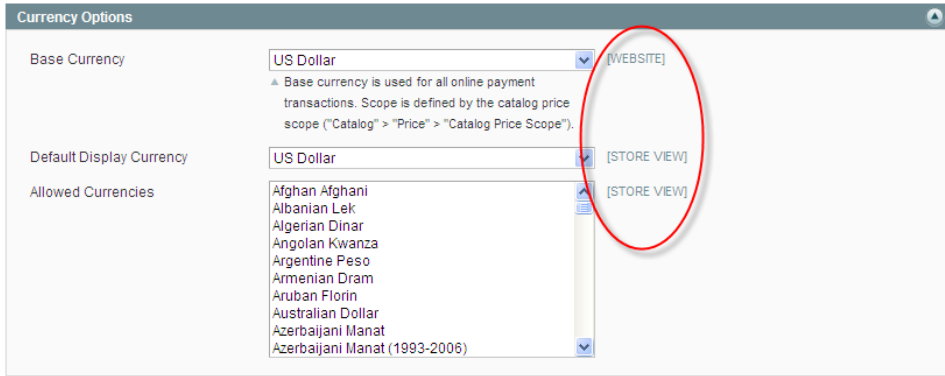 Currency Options
Base Currency US Dollar [WEBSITE]
Base currency is used for all online payment
transactions. Scope is defined by the catalog price
scope ("Catalog" > "Price" > "Catalog Price Scope").
Default Display Currency US Dollar [STORE VIEW]
Allowed Currencies Afghan Afghani [STORE VIEW]
Albanian Lek
Algerian Dinar
Angolan Kwanza
Argentine Peso
Armenian Dram
Aruban Florin
Australian Dollar
Azerbaijani Manat
Azerbaijani Manat (1993-2006)